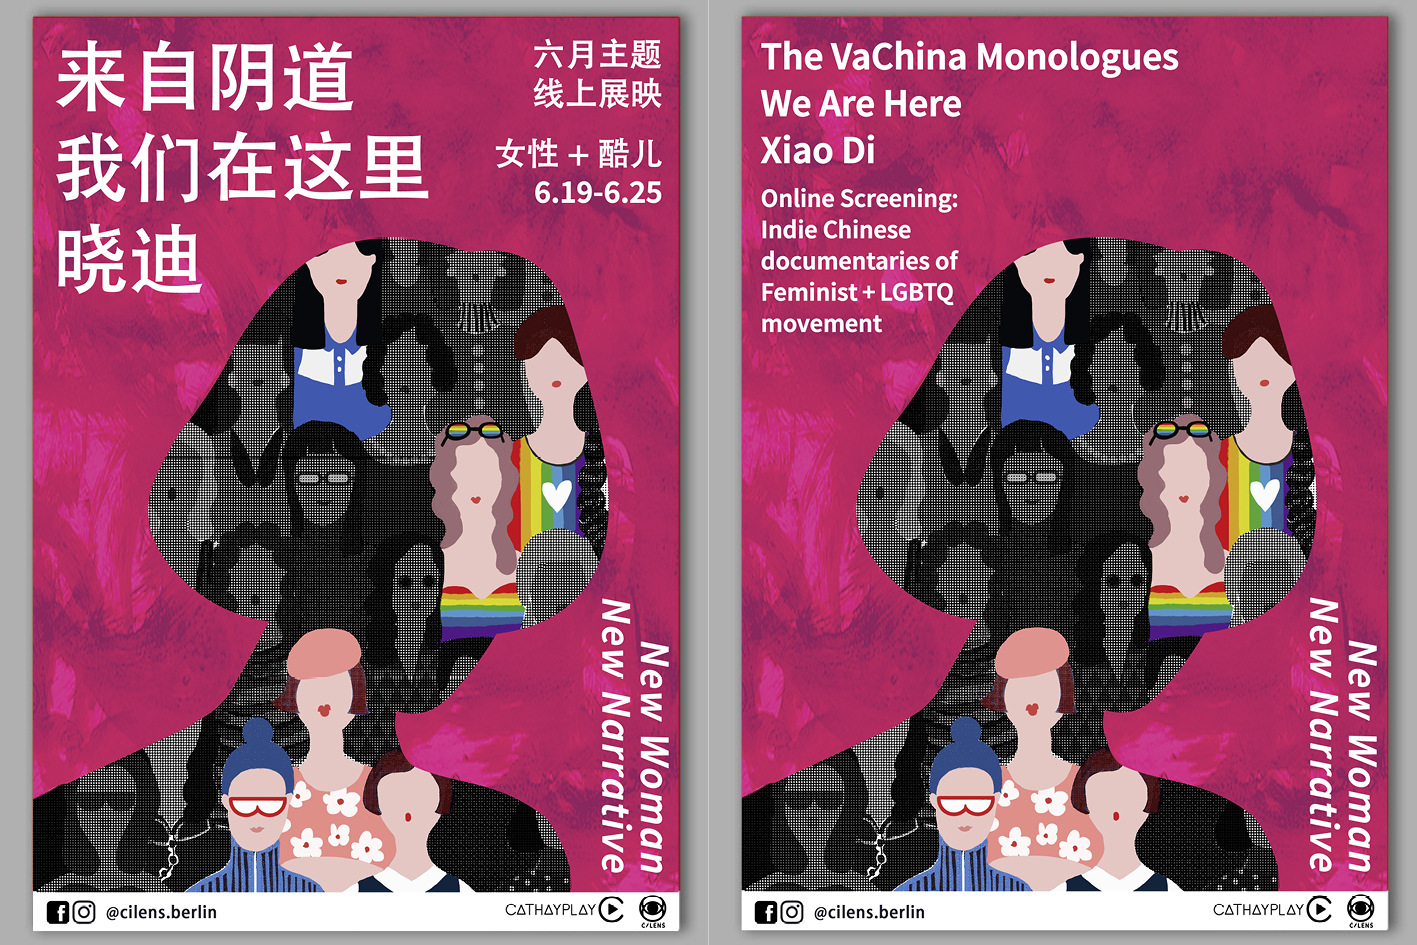 来自阴道
我们在这里
晓迪
六月主题
线上展映
女性 + 酷儿
6.19-6.25
New Woman
New Narrative
@cilens.berlin
CATHAYPLAY
C/LENS
The VaChina Monologues
We Are Here
Xiao Di
Online Screening:
Indie Chinese
documentaries of
Feminist + LGBTQ
movement
New Woman
New Narrative
@cilens.berlin
CATHAYPLAY
C/LENS